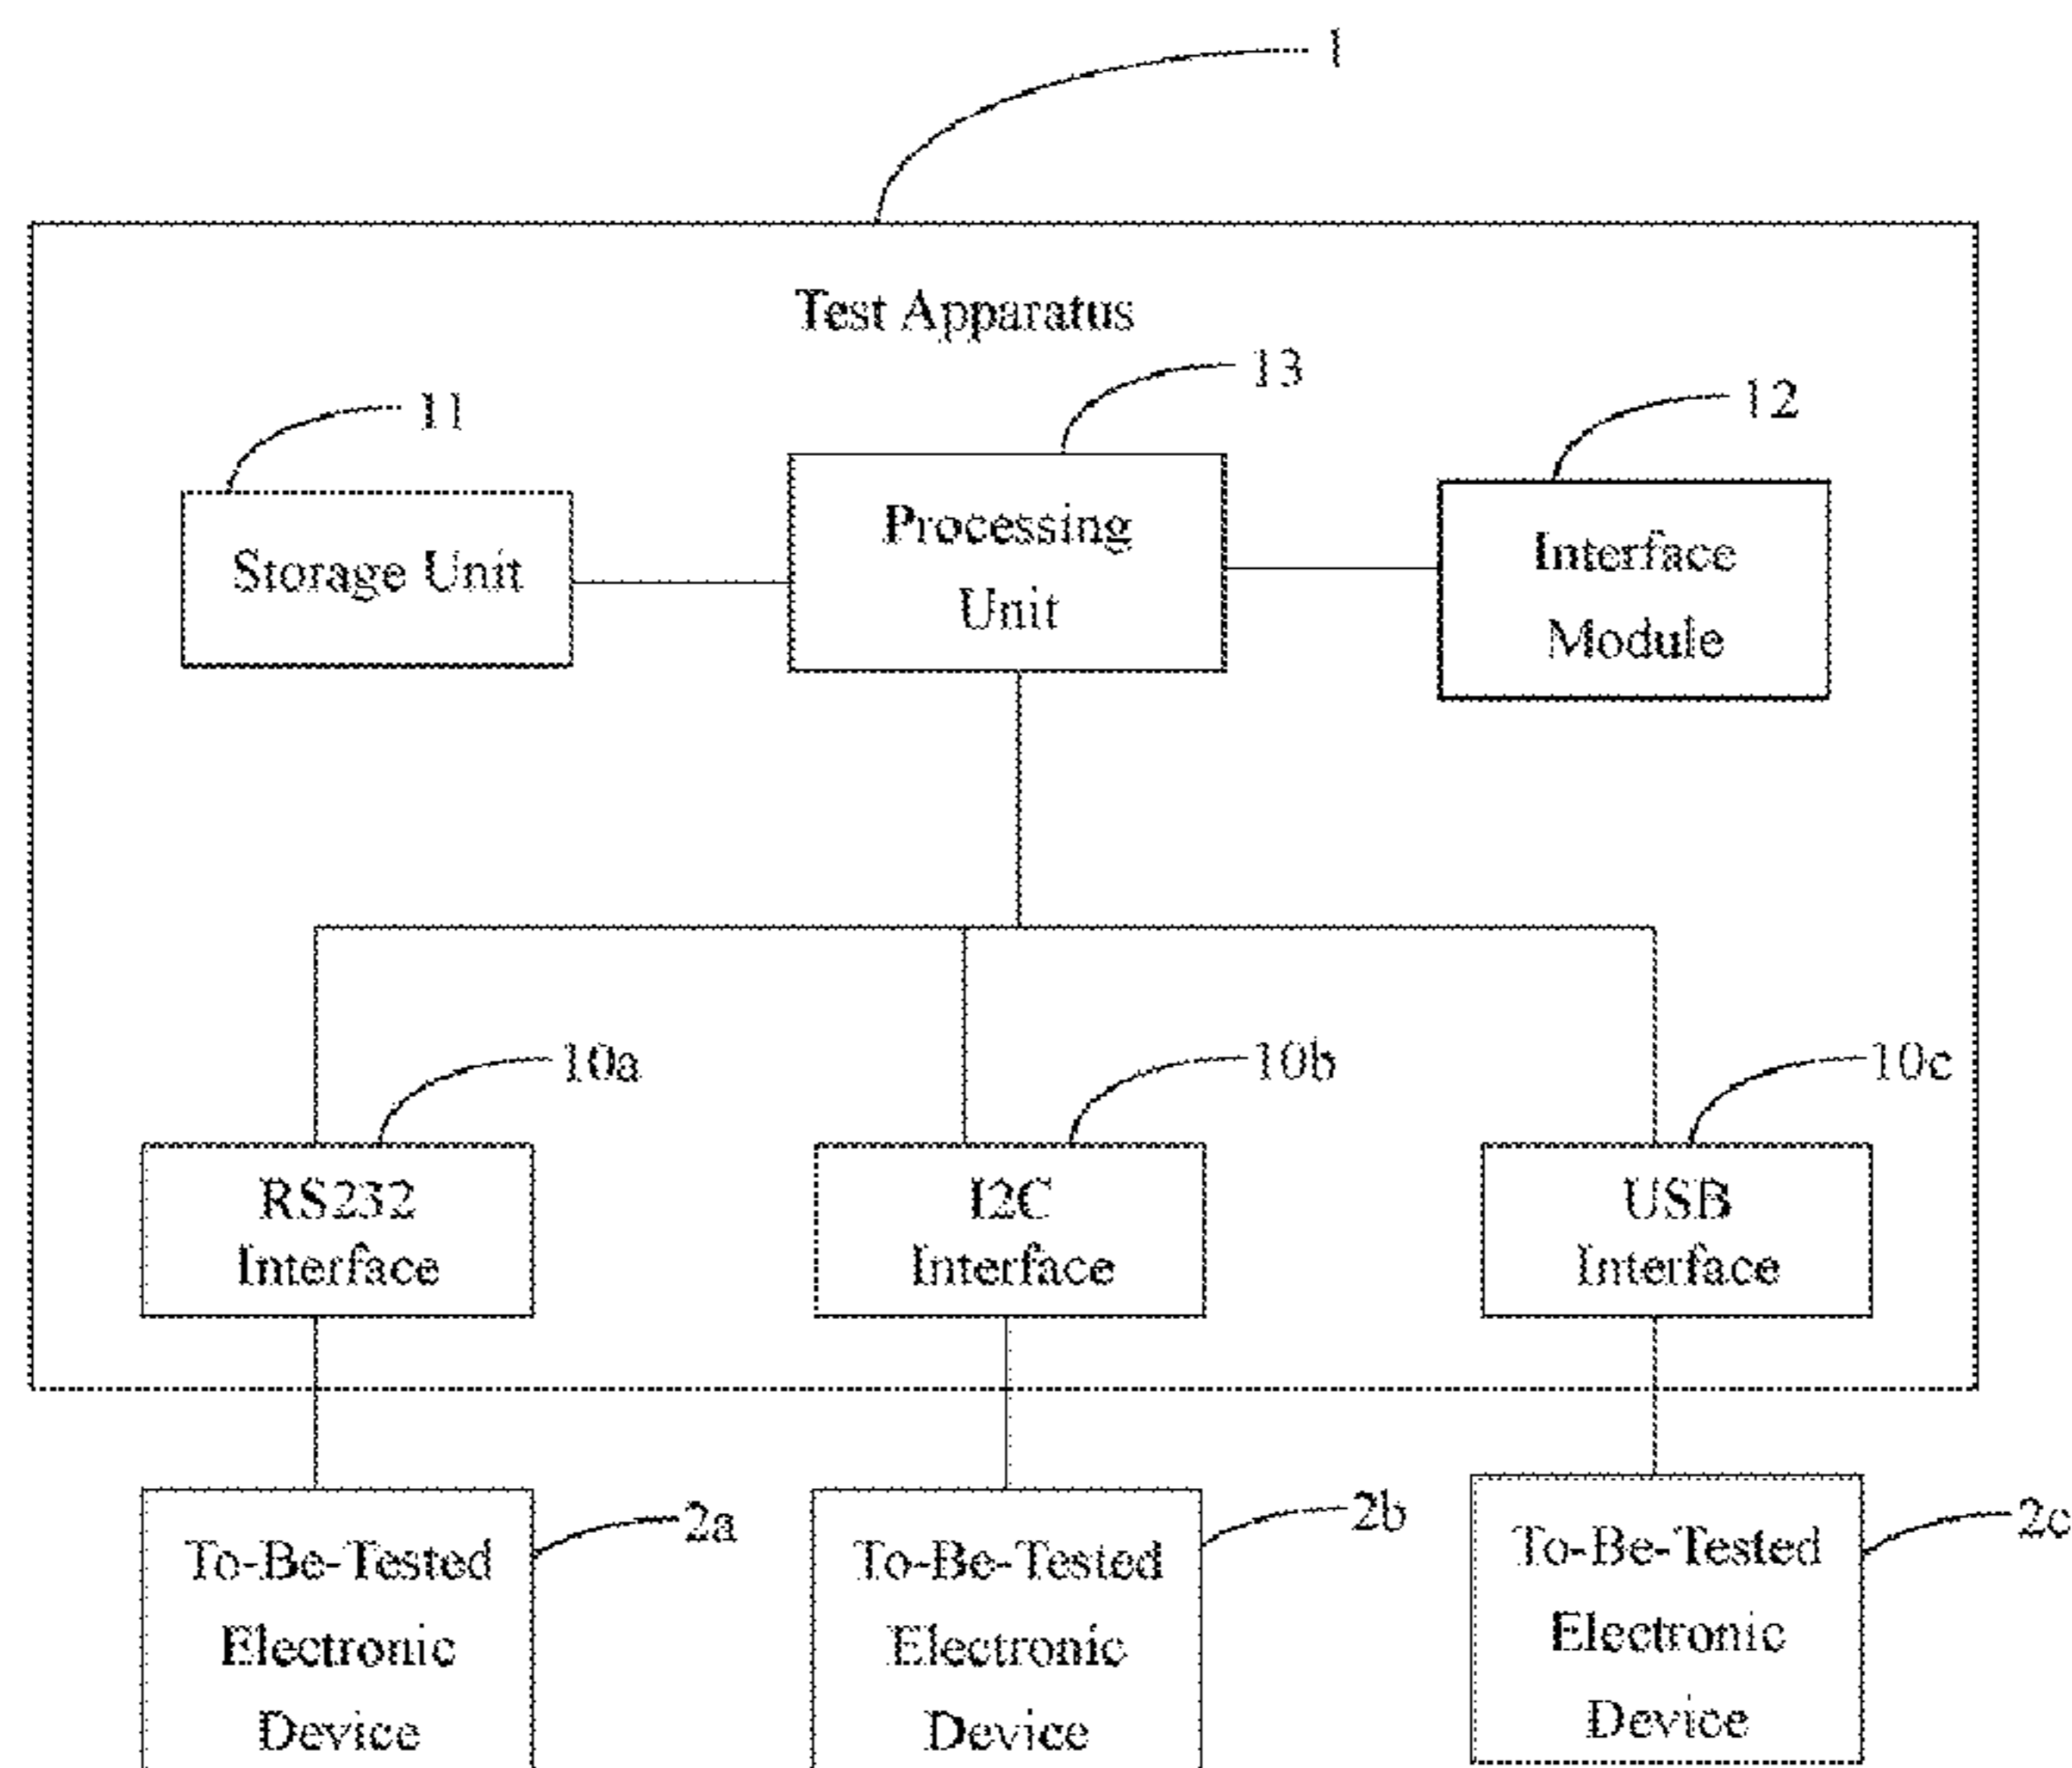 1
Test Apparatus
13
11
12
Processing
Unit
Storage Unit
Interface
Module
10a
10b
10c
RS232
Interface
I2C
Interface
USB
Interface
2a
2b
2c
To-Be-Tested
Electronic
Device
To-Be-Tested
Electronic
Device
To-Be-Tested
Electronic
Device